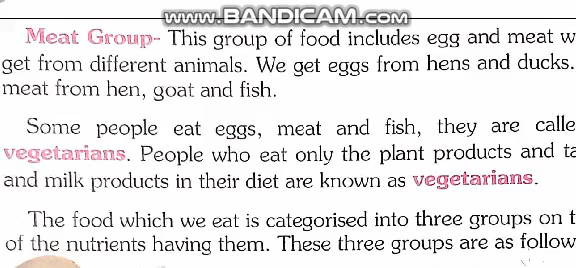 www.BANDICAM.com
Meat Group- This group of food includes egg and meat w
get from different animals. We get eggs from hens and ducks.
meat from hen, goat and fish.
Some people eat eggs, meat and fish, they are calle
vegetarians. People who eat only the plant products and ta
and milk products in their diet are known as vegetarians.
The food which we eat is categorised into three groups on t
of the nutrients having them. These three groups are as follow